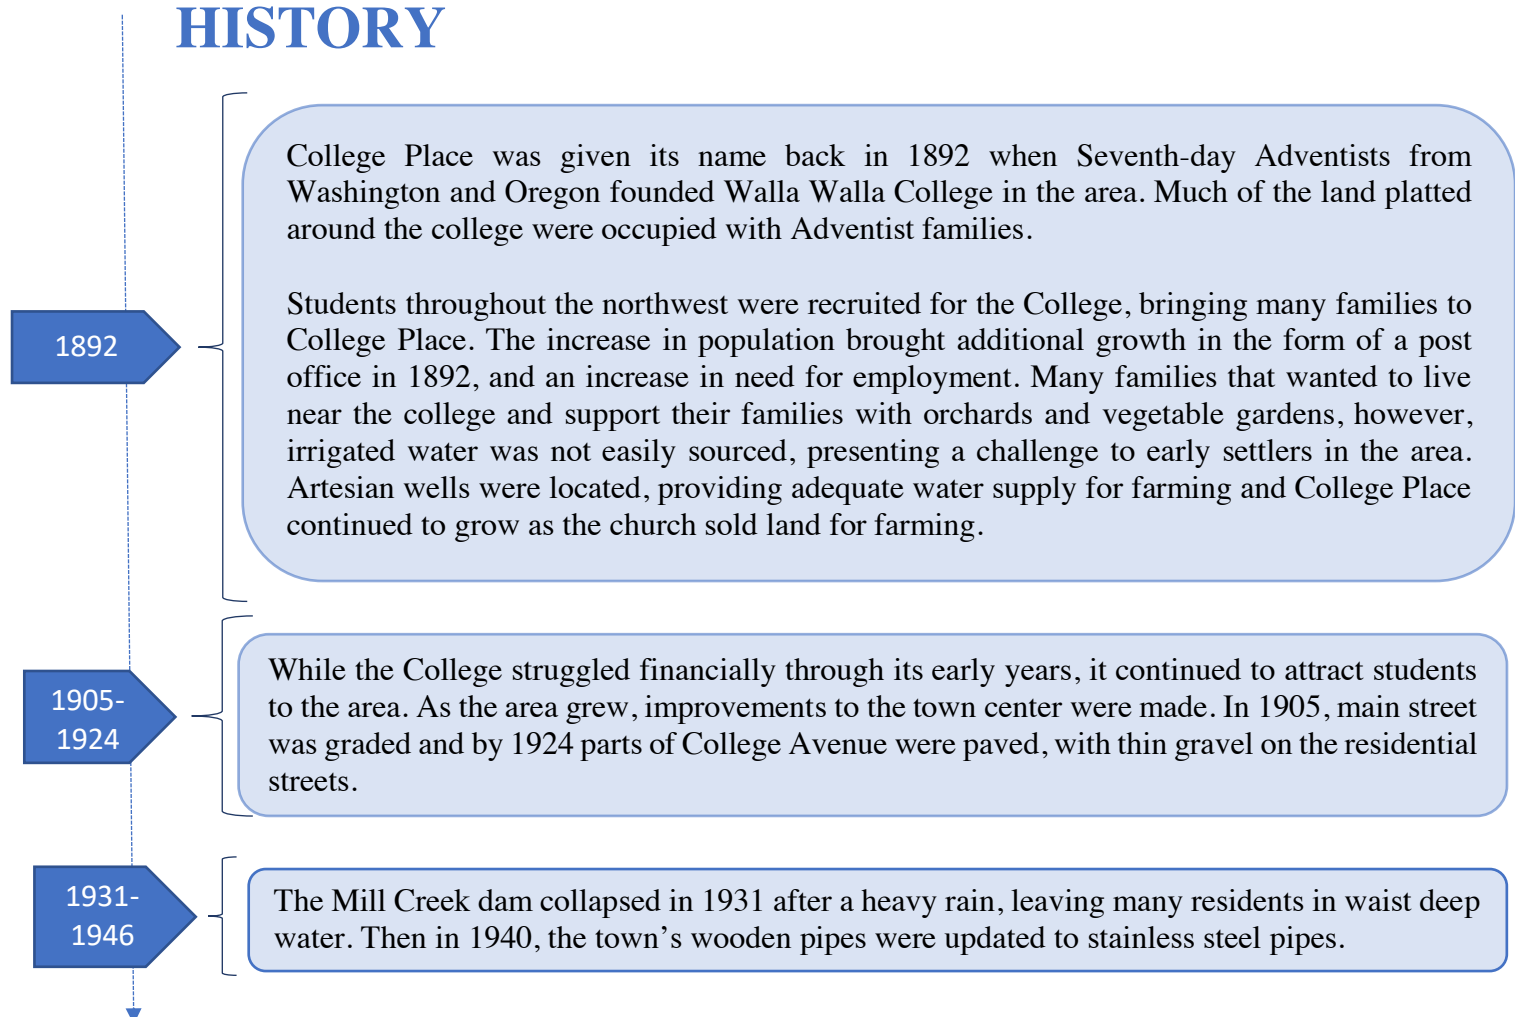 HISTORY
College Place was given its name back in 1892 when Seventh-day Adventists from
Washington and Oregon founded Walla Walla College in the area. Much of the land platted
around the college were occupied with Adventist families.
1892
Students throughout the northwest were recruited for the College, bringing many families to
College Place. The increase in population brought additional growth in the form of a post
office in 1892, and an increase in need for employment. Many families that wanted to live
near the college and support their families with orchards and vegetable gardens, however,
irrigated water was not easily sourced, presenting a challenge to early settlers in the area.
Artesian wells were located, providing adequate water supply for farming and College Place
continued to grow as the church sold land for farming.
1905-
1924
While the College struggled financially through its early years, it continued to attract students
to the area. As the area grew, improvements to the town center were made. In 1905, main street
was graded and by 1924 parts of College Avenue were paved, with thin gravel on the residential
streets.
1931-
1946
The Mill Creek dam collapsed in 1931 after a heavy rain, leaving many residents in waist deep
water. Then in 1940, the town's wooden pipes were updated to stainless steel pipes.